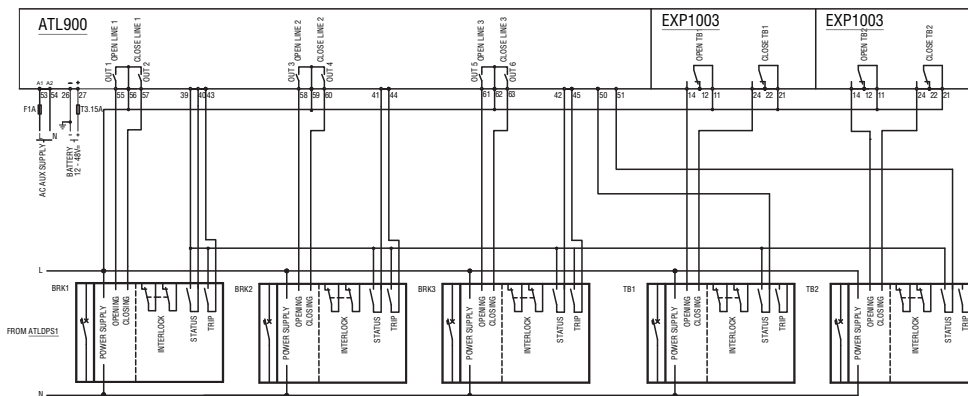 ATL900
EXP1003
EXP1003
OUT 1
OPEN LINE 1
CLOSE LINE 1
OUT 2
OUT 3
OPEN LINE 2
CLOSE LINE 2
OUT 4
OUT 5
OPEN LINE 3
CLOSE LINE 3
OUT 6
OPEN TB1
CLOSE TB1
OPEN TB2
CLOSE TB2
A1 A2 - +
53 54 26 27 55 56 57 39 40 43 58 59 60 41 44 61 62 63 42 45 50 51 14 12 11 24 22 21 14 12 11 24 22 21
F1A
T3.15A
L N - +
AC AUX SUPPLY
BATTERY
12 - 48V=
L
BRK1
BRK2
BRK3
TB1
TB2
FROM ATLDPS1
POWER SUPPLY
OPENING
CLOSING
INTERLOCK
STATUS
TRIP
POWER SUPPLY
OPENING
CLOSING
INTERLOCK
STATUS
TRIP
POWER SUPPLY
OPENING
CLOSING
INTERLOCK
STATUS
TRIP
POWER SUPPLY
OPENING
CLOSING
INTERLOCK
STATUS
TRIP
POWER SUPPLY
OPENING
CLOSING
INTERLOCK
STATUS
TRIP
N